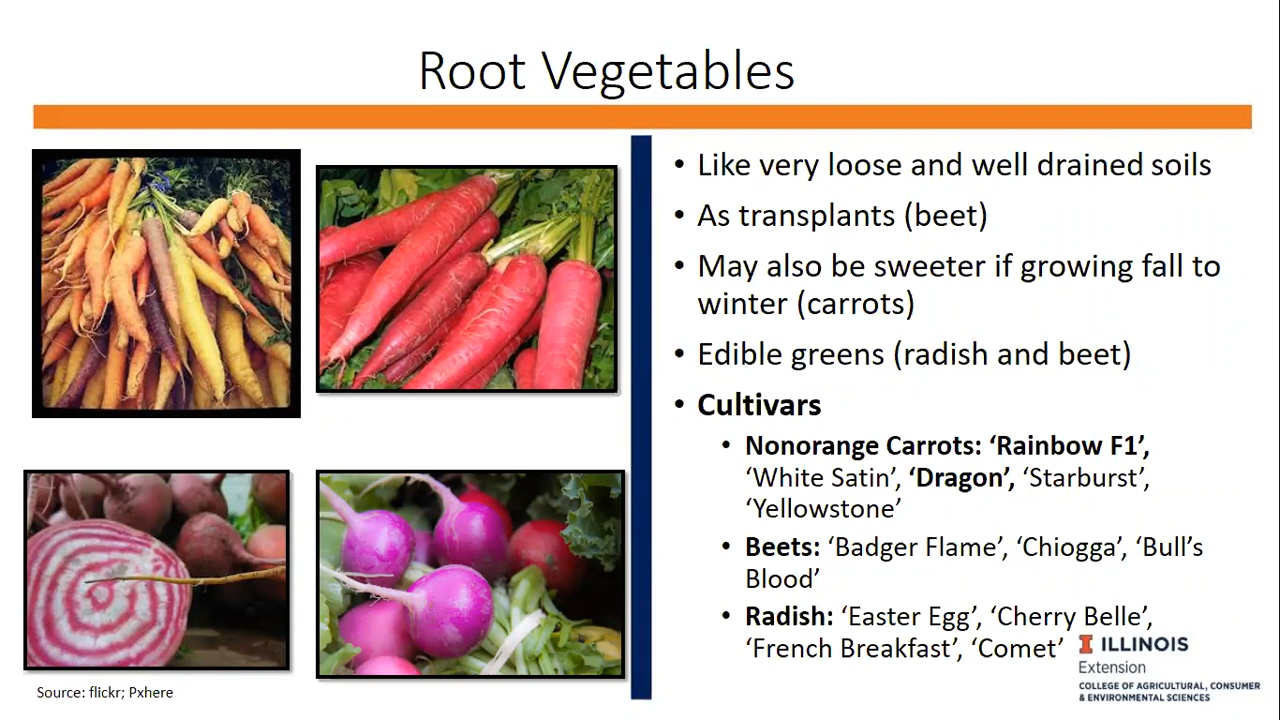 Root Vegetables
• Like very loose and well drained soils
• As transplants (beet)
• May also be sweeter if growing fall to
winter (carrots)
• Edible greens (radish and beet)
• Cultivars
• Nonorange Carrots: ‘Rainbow F1’,
‘White Satin’, ‘Dragon’, ‘Starburst’,
‘Yellowstone’
• Beets: ‘Badger Flame’, ‘Chiogga’, ‘Bull’s
Blood’
• Radish: ‘Easter Egg’, ‘Cherry Belle’,
‘French Breakfast’, ‘Comet’
I ILLINOIS
Extension
COLLEGE OF AGRICULTURAL, CONSUMER
& ENVIRONMENTAL SCIENCES
Source: flickr; Pxhere